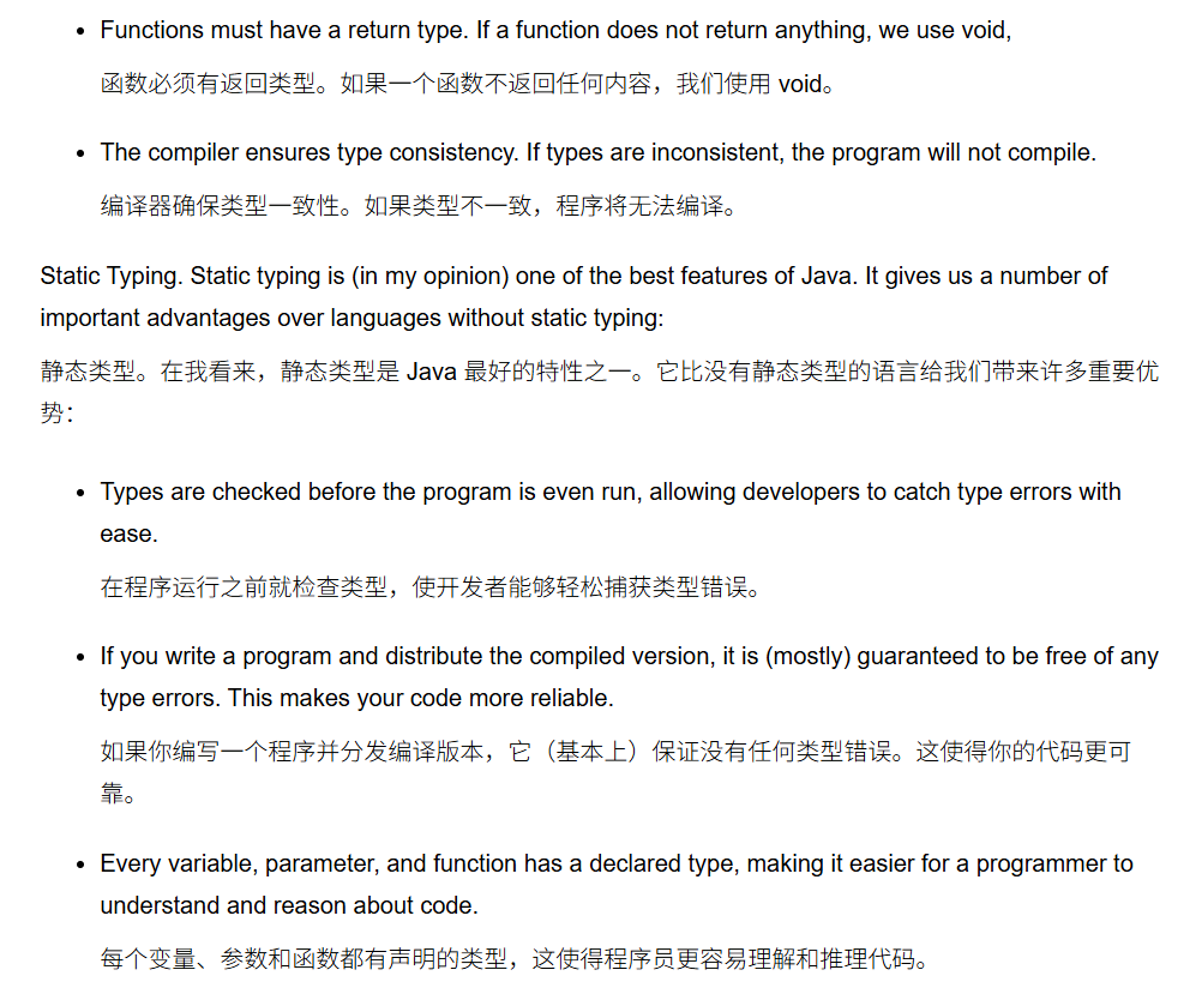 Functions must have a return type. If a function does not return anything, we use void,
函数必须有返回类型。如果一个函数不返回任何内容，我们使用 void。
The compiler ensures type consistency. If types are inconsistent, the program will not compile.
编译器确保类型一致性。如果类型不一致，程序将无法编译。
Static Typing. Static typing is (in my opinion) one of the best features of Java. It gives us a number of
important advantages over languages without static typing:
静态类型。在我看来，静态类型是 Java 最好的特性之一。它比没有静态类型的语言给我们带来许多重要优
势：
Types are checked before the program is even run, allowing developers to catch type errors with
ease.
在程序运行之前就检查类型，使开发者能够轻松捕获类型错误。
If you write a program and distribute the compiled version, it is (mostly) guaranteed to be free of any
type errors. This makes your code more reliable.
如果你编写一个程序并分发编译版本，它（基本上）保证没有任何类型错误。这使得你的代码更可
靠。
Every variable, parameter, and function has a declared type, making it easier for a programmer to
understand and reason about code.
每个变量、参数和函数都有声明的类型，这使得程序员更容易理解和推理代码。